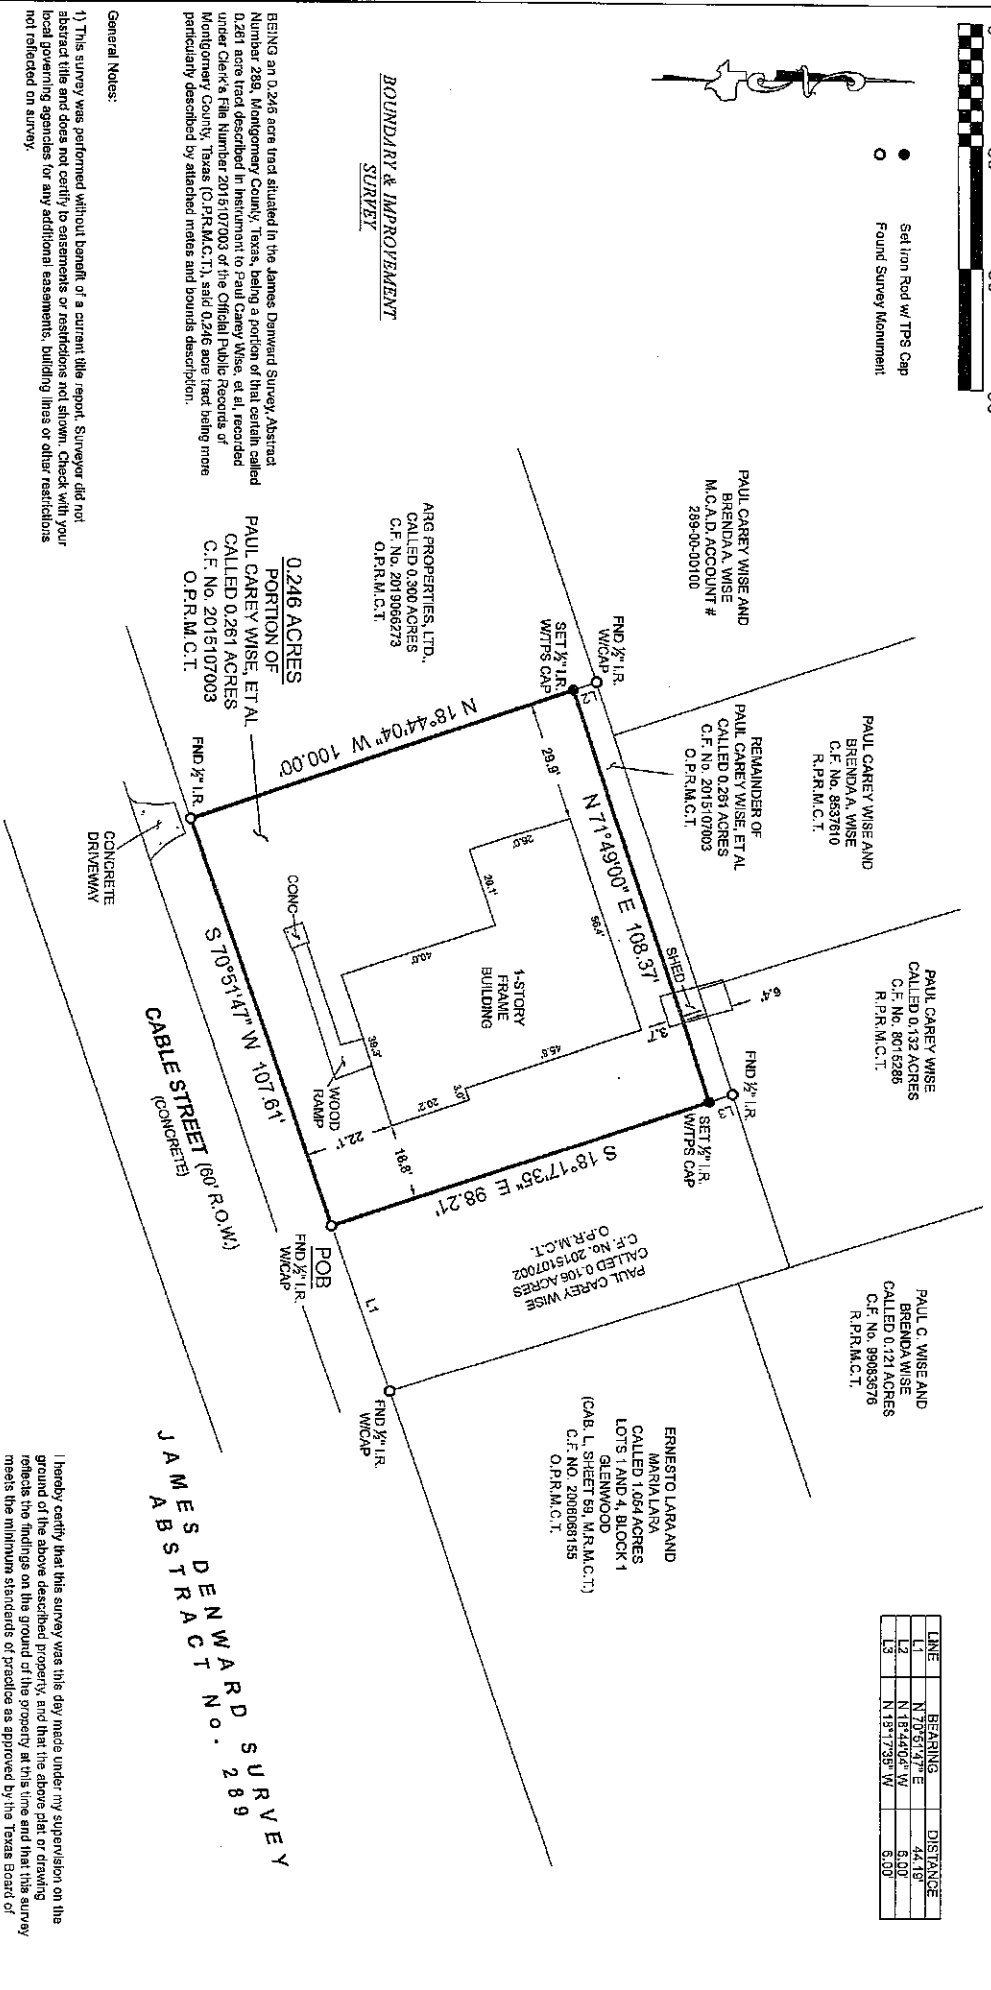 Set Iron Rod w/ TPS Cap
Found Survey Monument
BOUNDARY & IMPROVEMENT
SURVEY
BEING an 0.246 acre tract situated in the James Denward Survey, Abstract
Number 289, Montgomery County, Texas, being a portion of that certain called
0.261 acre tract described in instrument to Paul Carey Wise, et al, recorded
under Clerk's File Number 2015107003 of the Official Public Records of
Montgomery County, Texas (O.P.R.M.C.T.), said 0.246 acre tract being more
particularly described by attached metes and bounds description.
General Notes:
1) This survey was performed without benefit of a current title report. Surveyor did not
abstract title and does not certify to easements or restrictions not shown. Check with your
local governing agencies for any additional easements, building lines or other restrictions
not reflected on survey.
PAUL CAREY WISE AND
BRENDA A. WISE
M.C.A.D. ACCOUNT #
289-00-00100
PAUL CAREY WISE AND
BRENDA A. WISE
C.F. No. 8537610
R.P.R.M.C.T.
PAUL CAREY WISE
CALLED 0.132 ACRES
C.F. No. 8015286
R.P.R.M.C.T.
PAUL C. WISE AND
BRENDA WISE
CALLED 0.121 ACRES
C.F. No. 99083676
R.P.R.M.C.T.
LINE BEARING DISTANCE
L1 N 70°51'47" E 44.19'
L2 N 18°44'04" W 6.00'
L3 N 18°17'35" W 6.00'
REMAINDER OF
PAUL CAREY WISE, ET AL
CALLED 0.261 ACRES
C.F. No. 2015107003
O.P.R.M.C.T.
FND ½" I.R.
W/CAP
SET ½" I.R.
W/TPS CAP
L2
FND ½" I.R.
L3
SET ½" I.R.
W/TPS CAP
ARG PROPERTIES, LTD.,
CALLED 0.300 ACRES
C.F. No. 2019066273
O.P.R.M.C.T.
0.246 ACRES
PORTION OF
PAUL CAREY WISE, ET AL
CALLED 0.261 ACRES
C.F. No. 2015107003
O.P.R.M.C.T.
N 18°44'04" W 100.00'
N 71°49'00" E 108.37'
S 18°17'35" E 98.21'
S 70°51'47" W 107.61'
29.9'
56.4'
SHED
6.4'
3.7'
26.0'
29.1'
40.0'
45.8'
3.0'
20.2'
39.3'
18.8'
22.1'
1-STORY
FRAME
BUILDING
CONC
WOOD
RAMP
PAUL CAREY WISE
CALLED 0.106 ACRES
C.F. No. 2015107002
O.P.R.M.C.T.
ERNESTO LARA AND
MARIA LARA
CALLED 1.054 ACRES
LOTS 1 AND 4, BLOCK 1
GLENWOOD
(CAB. L, SHEET 59, M.R.M.C.T.)
C.F. NO. 2006068155
O.P.R.M.C.T.
FND ½" I.R.
CONCRETE
DRIVEWAY
CABLE STREET (60' R.O.W.)
(CONCRETE)
POB
FND ½" I.R.
W/CAP
L1
FND ½" I.R.
W/CAP
JAMES DENWARD SURVEY
ABSTRACT No. 289
I hereby certify that this survey was this day made under my supervision on the
ground of the above described property, and that the above plat or drawing
reflects the findings on the ground of the property at this time and that this survey
meets the minimum standards of practice as approved by the Texas Board of